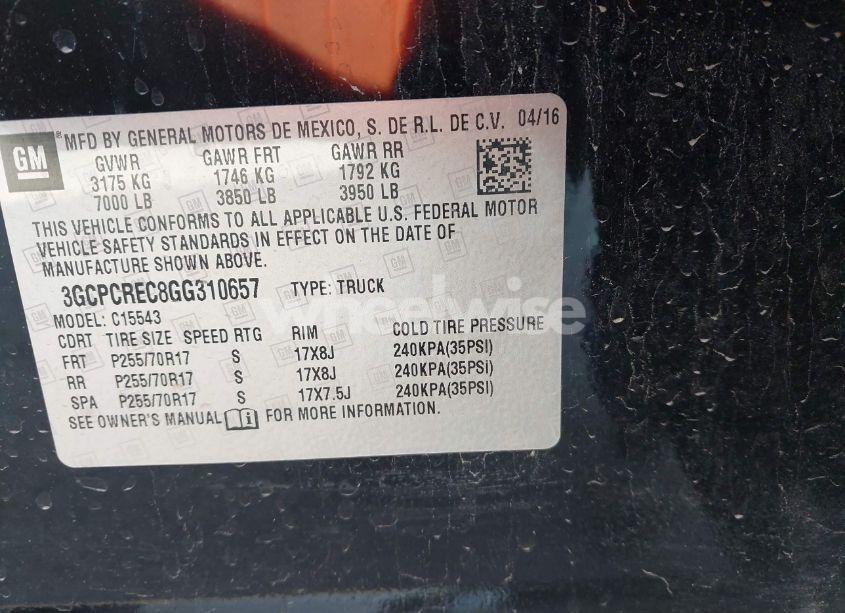 GM
® MFD BY GENERAL MOTORS DE MEXICO, S. DE R.L. DE C.V. 04/16
GVWR GAWR FRT GAWR RR
3175 KG 1746 KG 1792 KG
7000 LB 3850 LB 3950 LB
THIS VEHICLE CONFORMS TO ALL APPLICABLE U.S. FEDERAL MOTOR
VEHICLE SAFETY STANDARDS IN EFFECT ON THE DATE OF
MANUFACTURE SHOWN ABOVE.
3GCPCREC8GG310657 TYPE: TRUCK
wheelwise
MODEL: C15543
CDRT TIRE SIZE SPEED RTG RIM COLD TIRE PRESSURE
FRT P255/70R17 S 17X8J 240KPA(35PSI)
RR P255/70R17 S 17X8J 240KPA(35PSI)
SPA P255/70R17 S 17X7.5J 240KPA(35PSI)
SEE OWNER'S MANUAL FOR MORE INFORMATION.